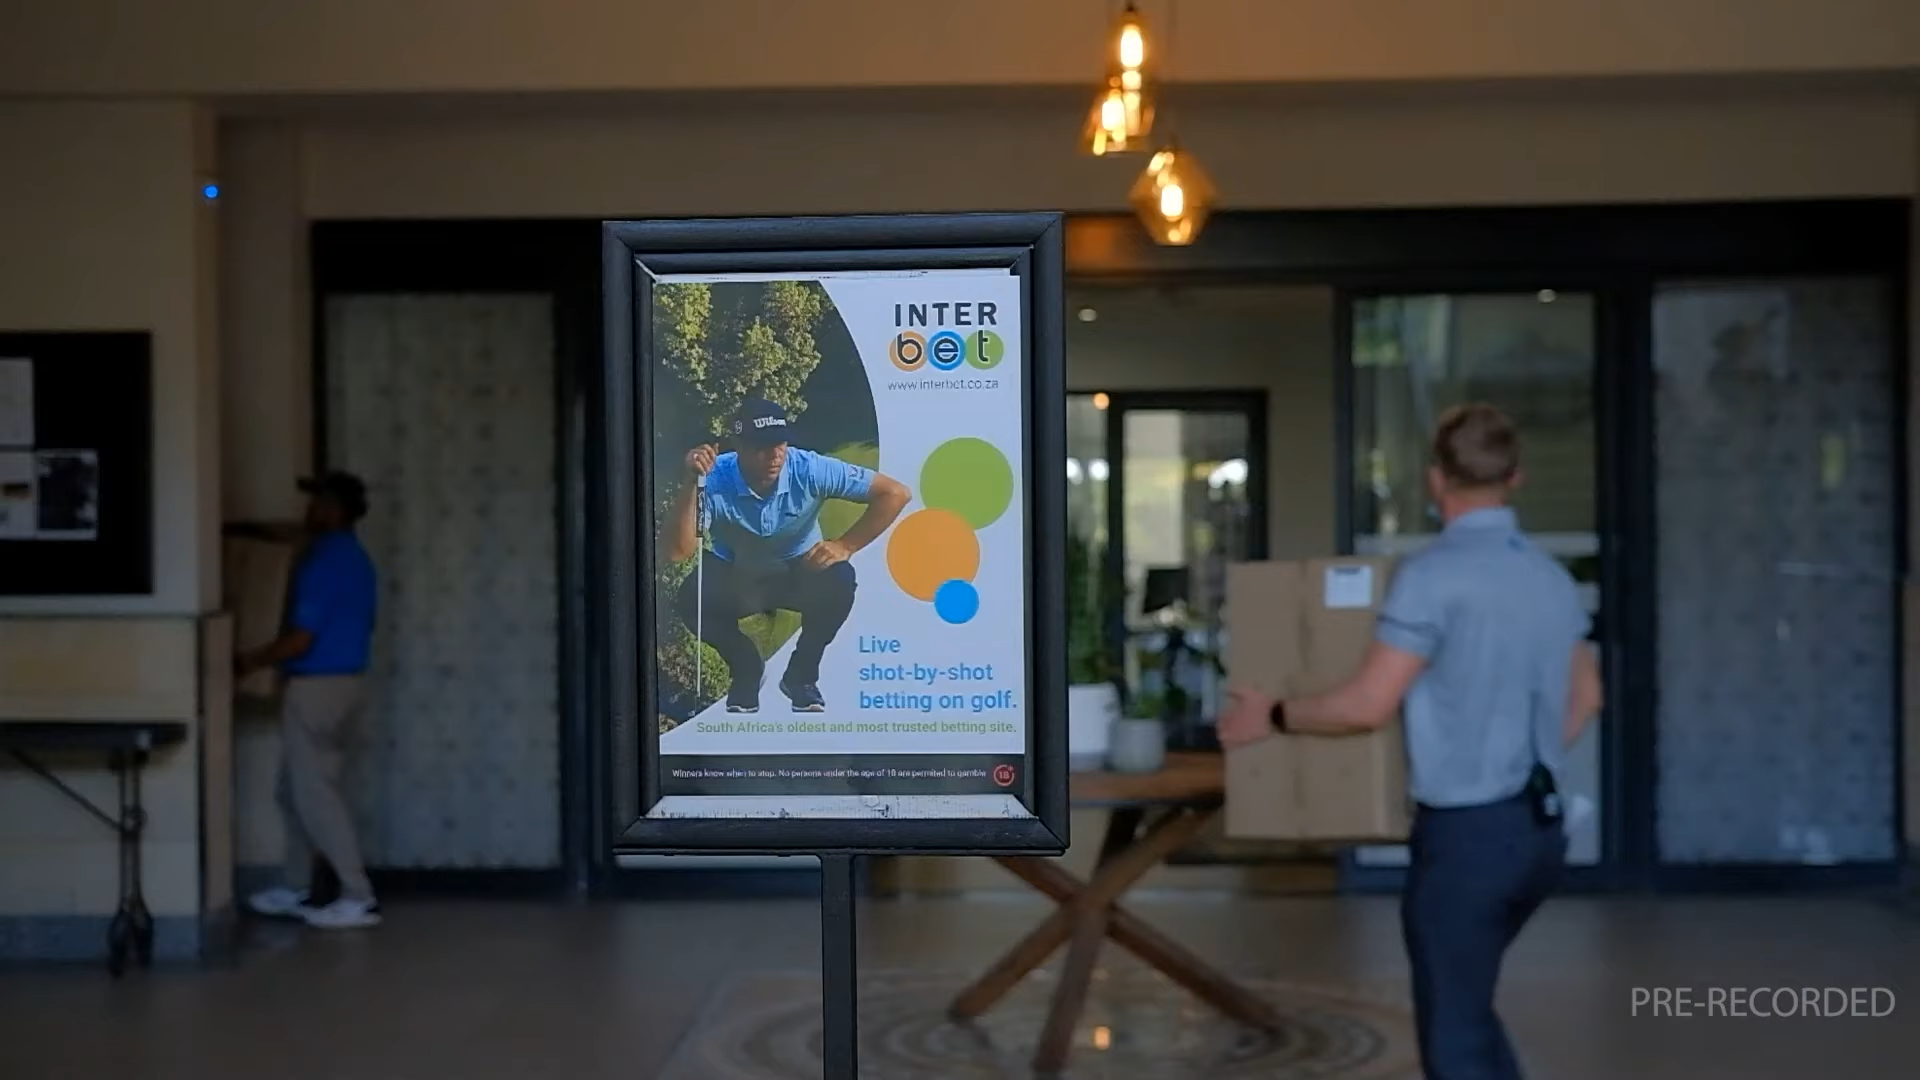 INTER
bet
www.interbet.co.za
Wilson
Live
shot-by-shot
betting on golf.
South Africa's oldest and most trusted betting site.
Winners know when to stop. No persons under the age of 18 are permitted to gamble
18+
PRE-RECORDED